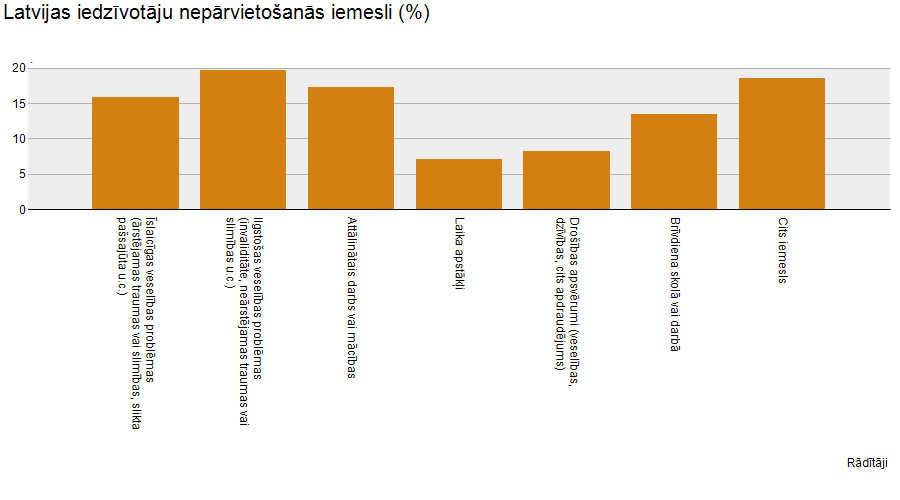 Latvijas iedzīvotāju nepārvietošanās iemesli (%)
20
15
10
5
0
Īslaicīgas veselības problēmas
(ārstējamas traumas vai slimības, slikta
pašsajūta u.c.)
Ilgstošas veselības problēmas
(invaliditāte, neārstējamas traumas vai
slimības u.c.)
Attālinātais darbs vai mācības
Laika apstākļi
Drošības apsvērumi (veselības,
dzīvības, cits apdraudējums)
Brīvdiena skolā vai darbā
Cits iemesls
Rādītāji